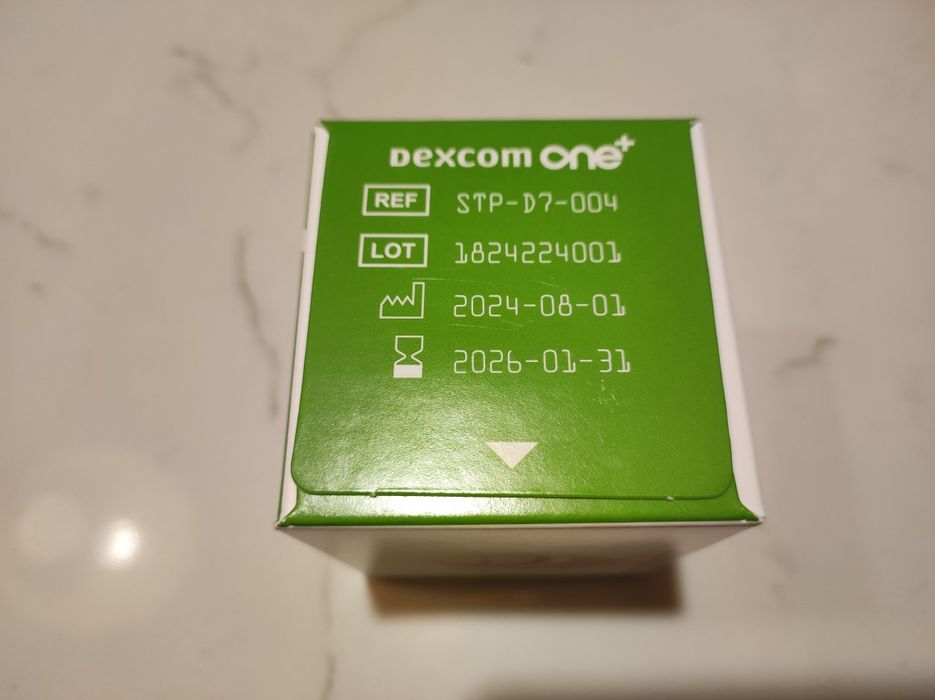 Dexcom one+
REF STP-D7-004
LOT 1824224001
2024-08-01
2026-01-31